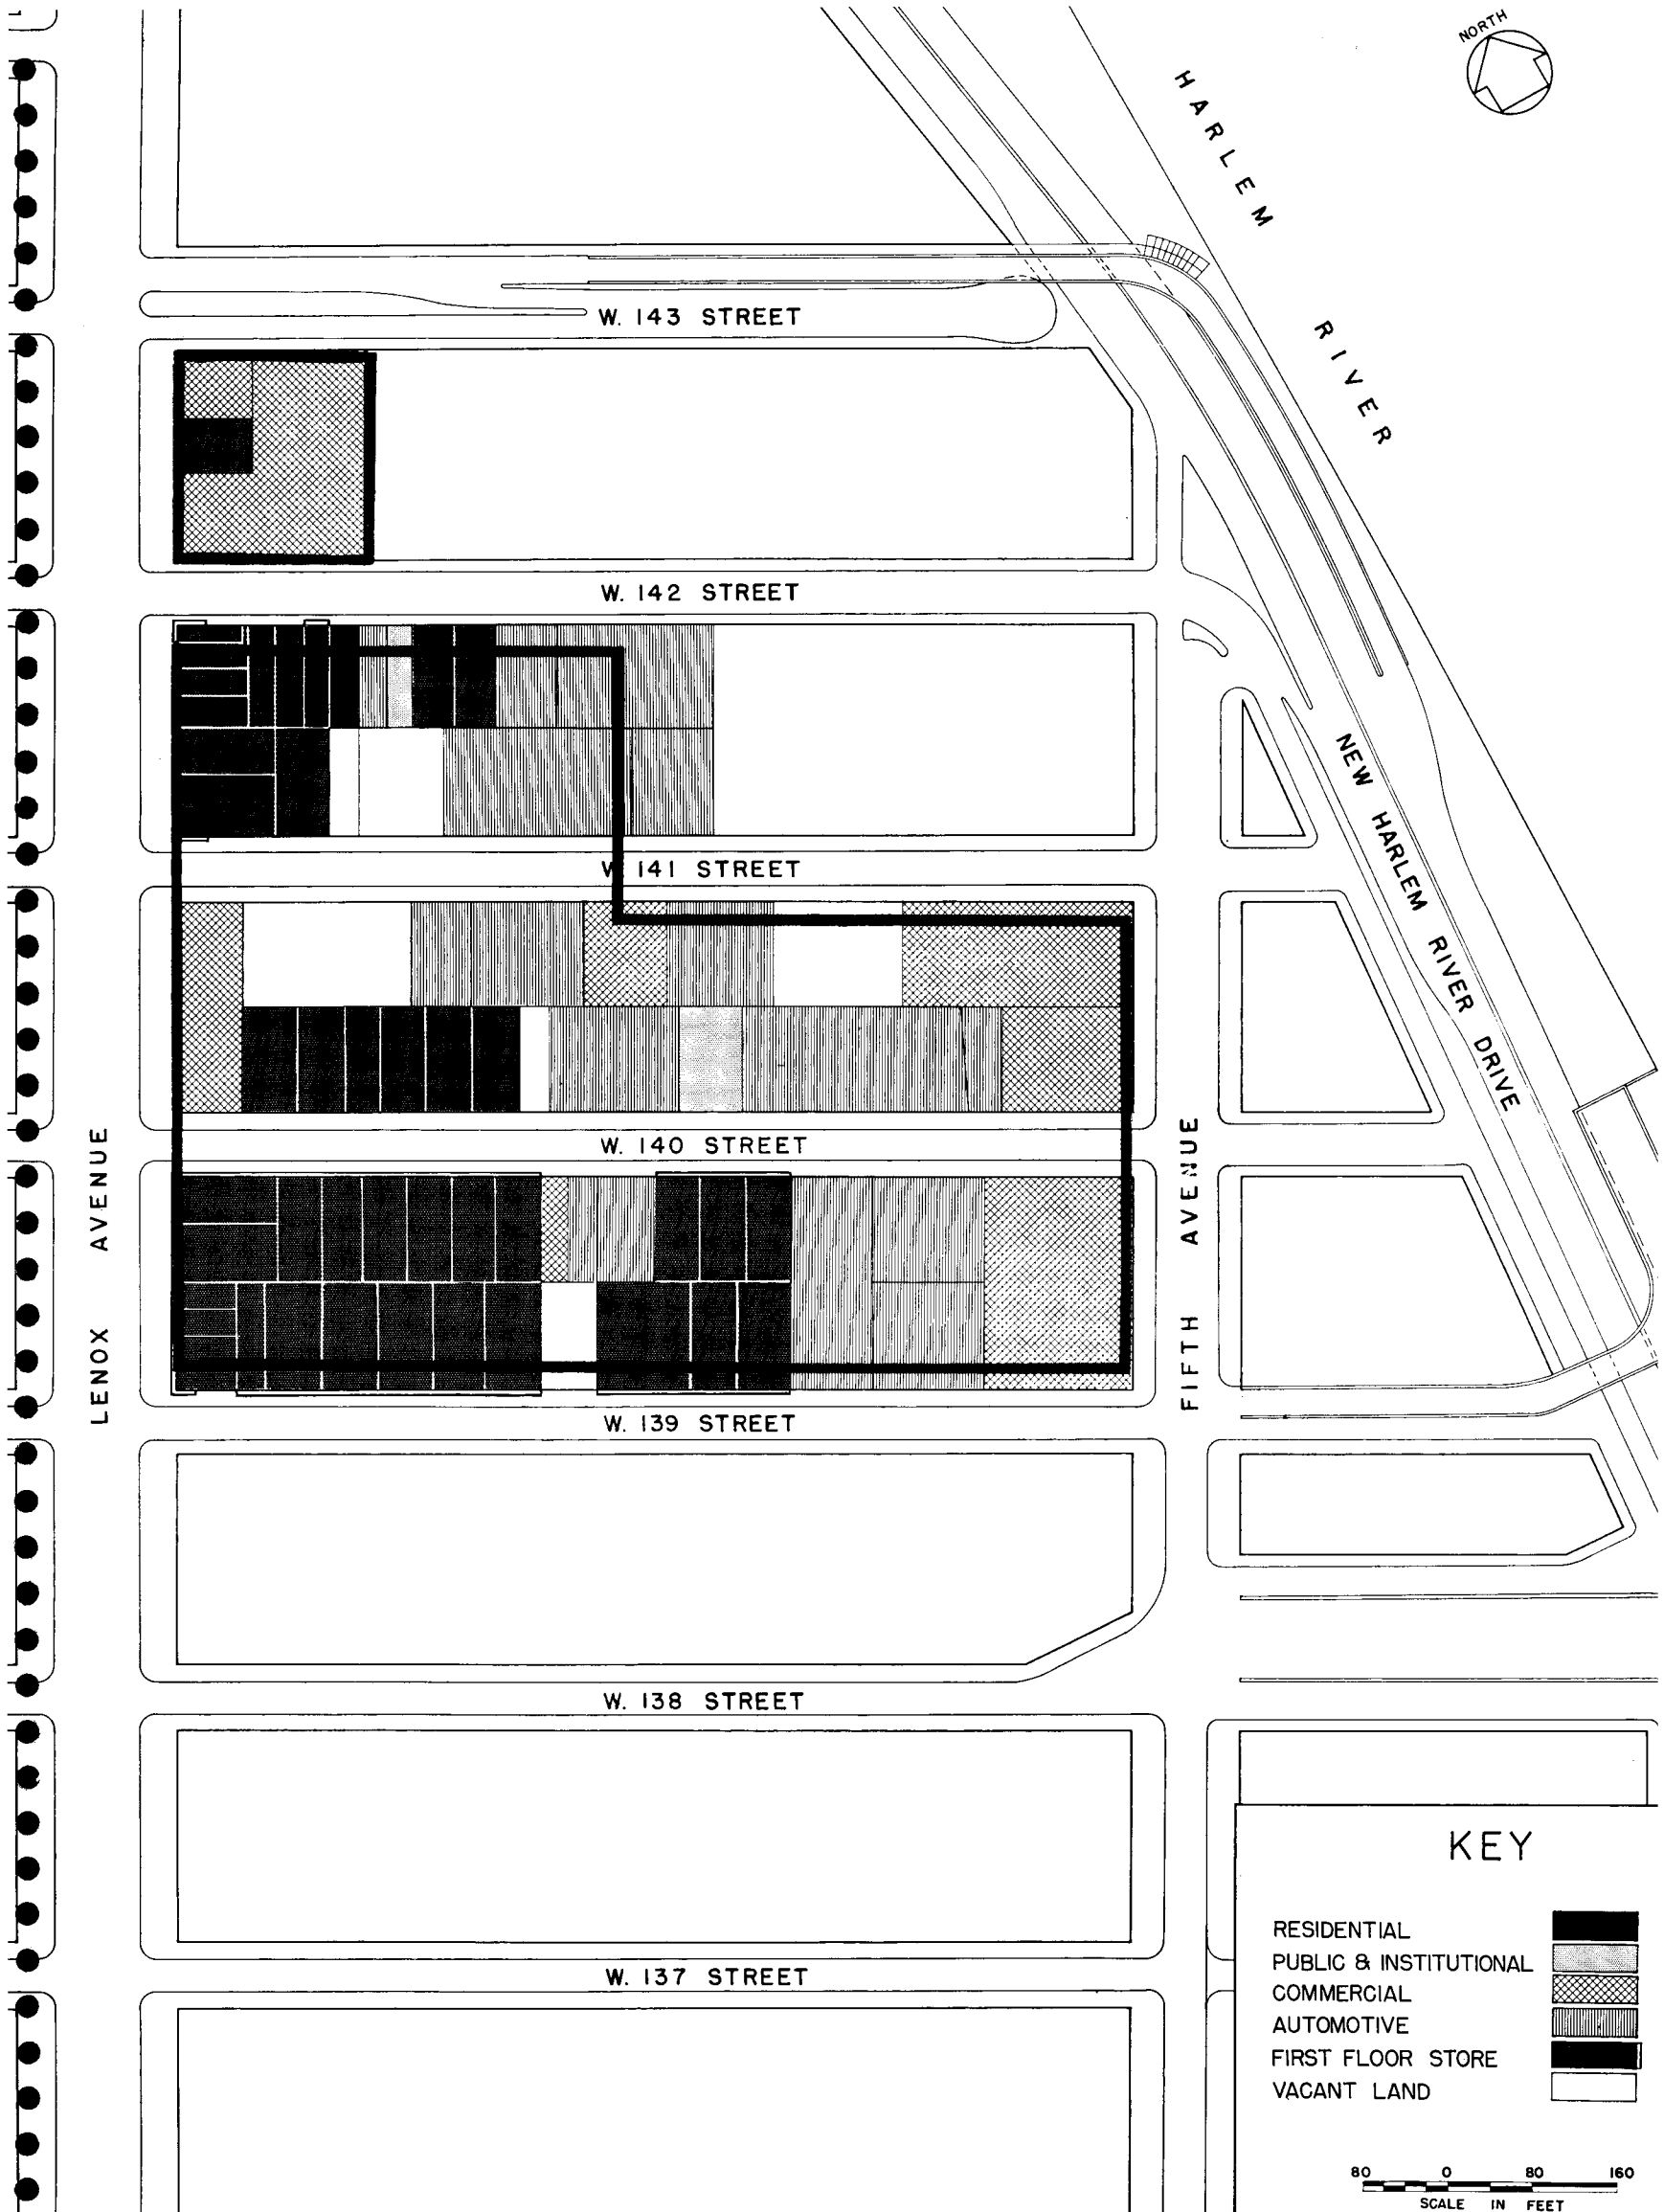 NORTH
HARLEM RIVER
W. 143 STREET
W. 142 STREET
NEW HARLEM RIVER DRIVE
W. 141 STREET
W. 140 STREET
LENOX AVENUE
FIFTH AVENUE
W. 139 STREET
W. 138 STREET
W. 137 STREET
KEY
RESIDENTIAL
PUBLIC & INSTITUTIONAL
COMMERCIAL
AUTOMOTIVE
FIRST FLOOR STORE
VACANT LAND
80 0 80 160
SCALE IN FEET